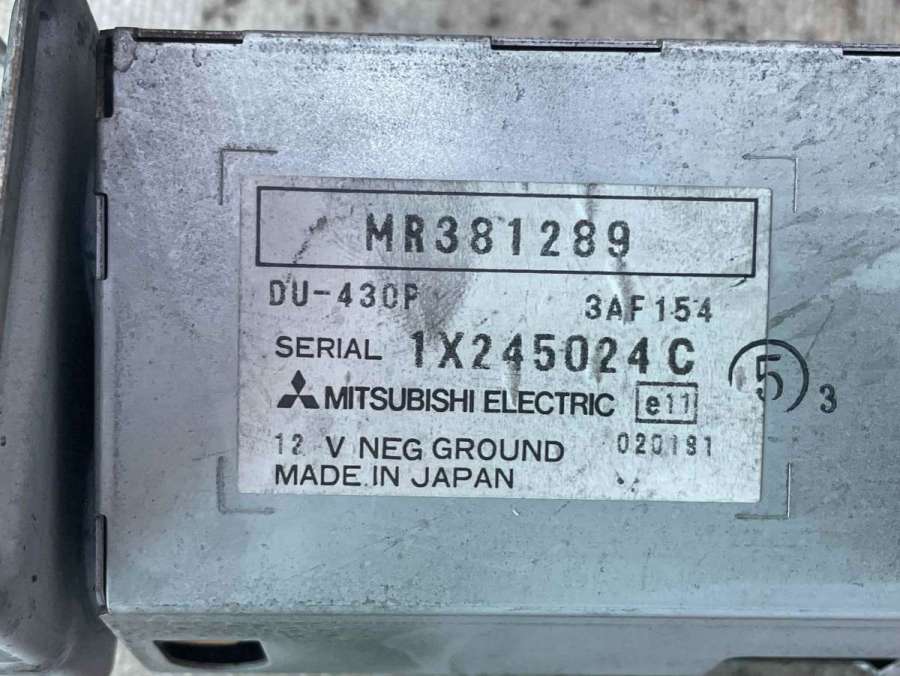 MR381289
DU-430P 3AF154
SERIAL 1X245024C
MITSUBISHI ELECTRIC e11
5 3
12 V NEG GROUND 020181
MADE IN JAPAN